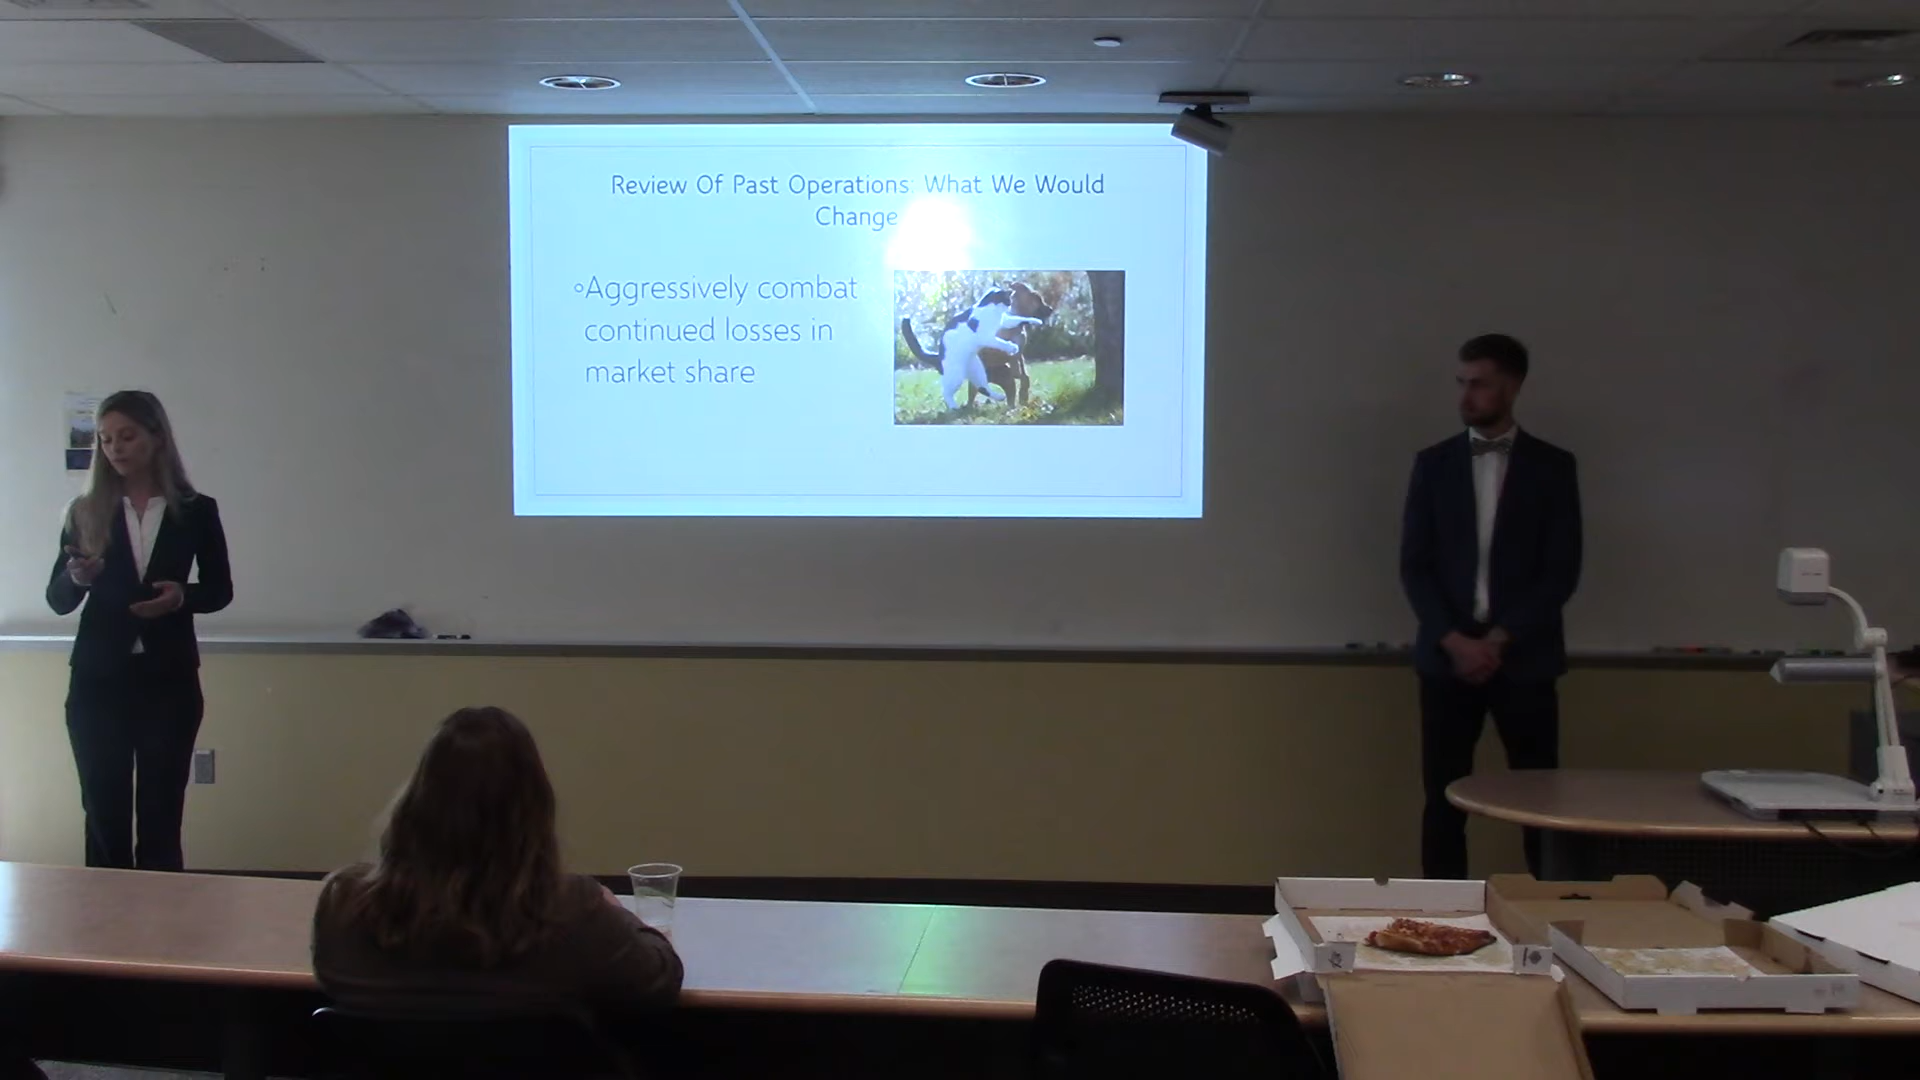 Review Of Past Operations: What We Would
Change
◦Aggressively combat
continued losses in
market share